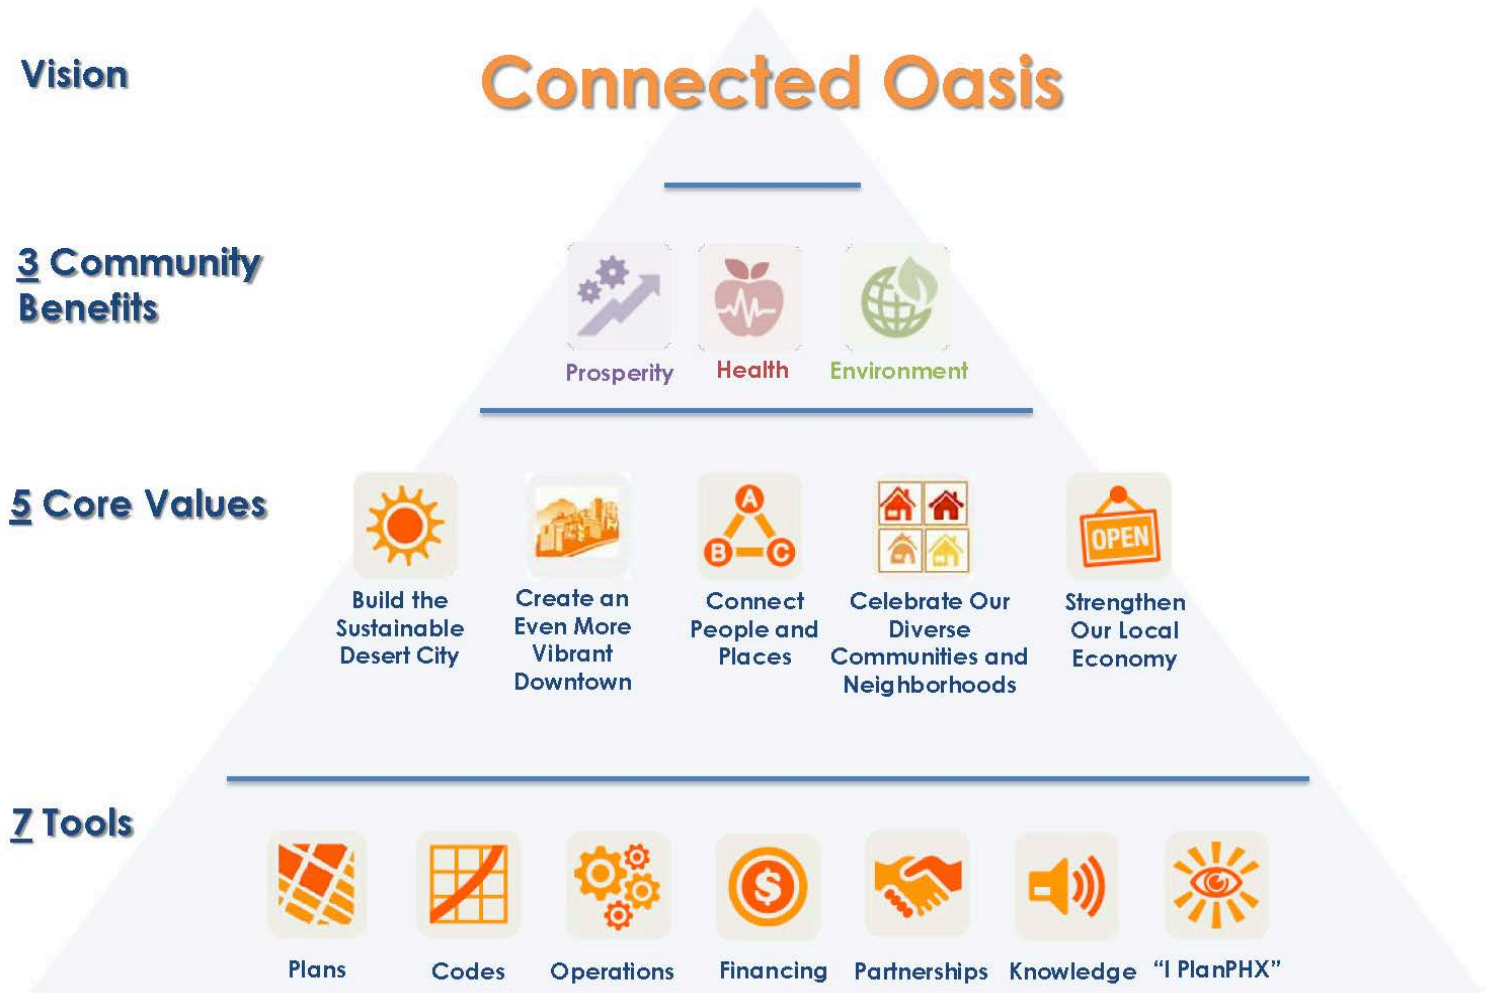 Vision
Connected Oasis
3 Community
Benefits
Prosperity
Health
Environment
5 Core Values
A
B
C
OPEN
Build the
Sustainable
Desert City
Create an
Even More
Vibrant
Downtown
Connect
People and
Places
Celebrate Our
Diverse
Communities and
Neighborhoods
Strengthen
Our Local
Economy
7 Tools
$
Plans
Codes
Operations
Financing
Partnerships
Knowledge
“I PlanPHX”